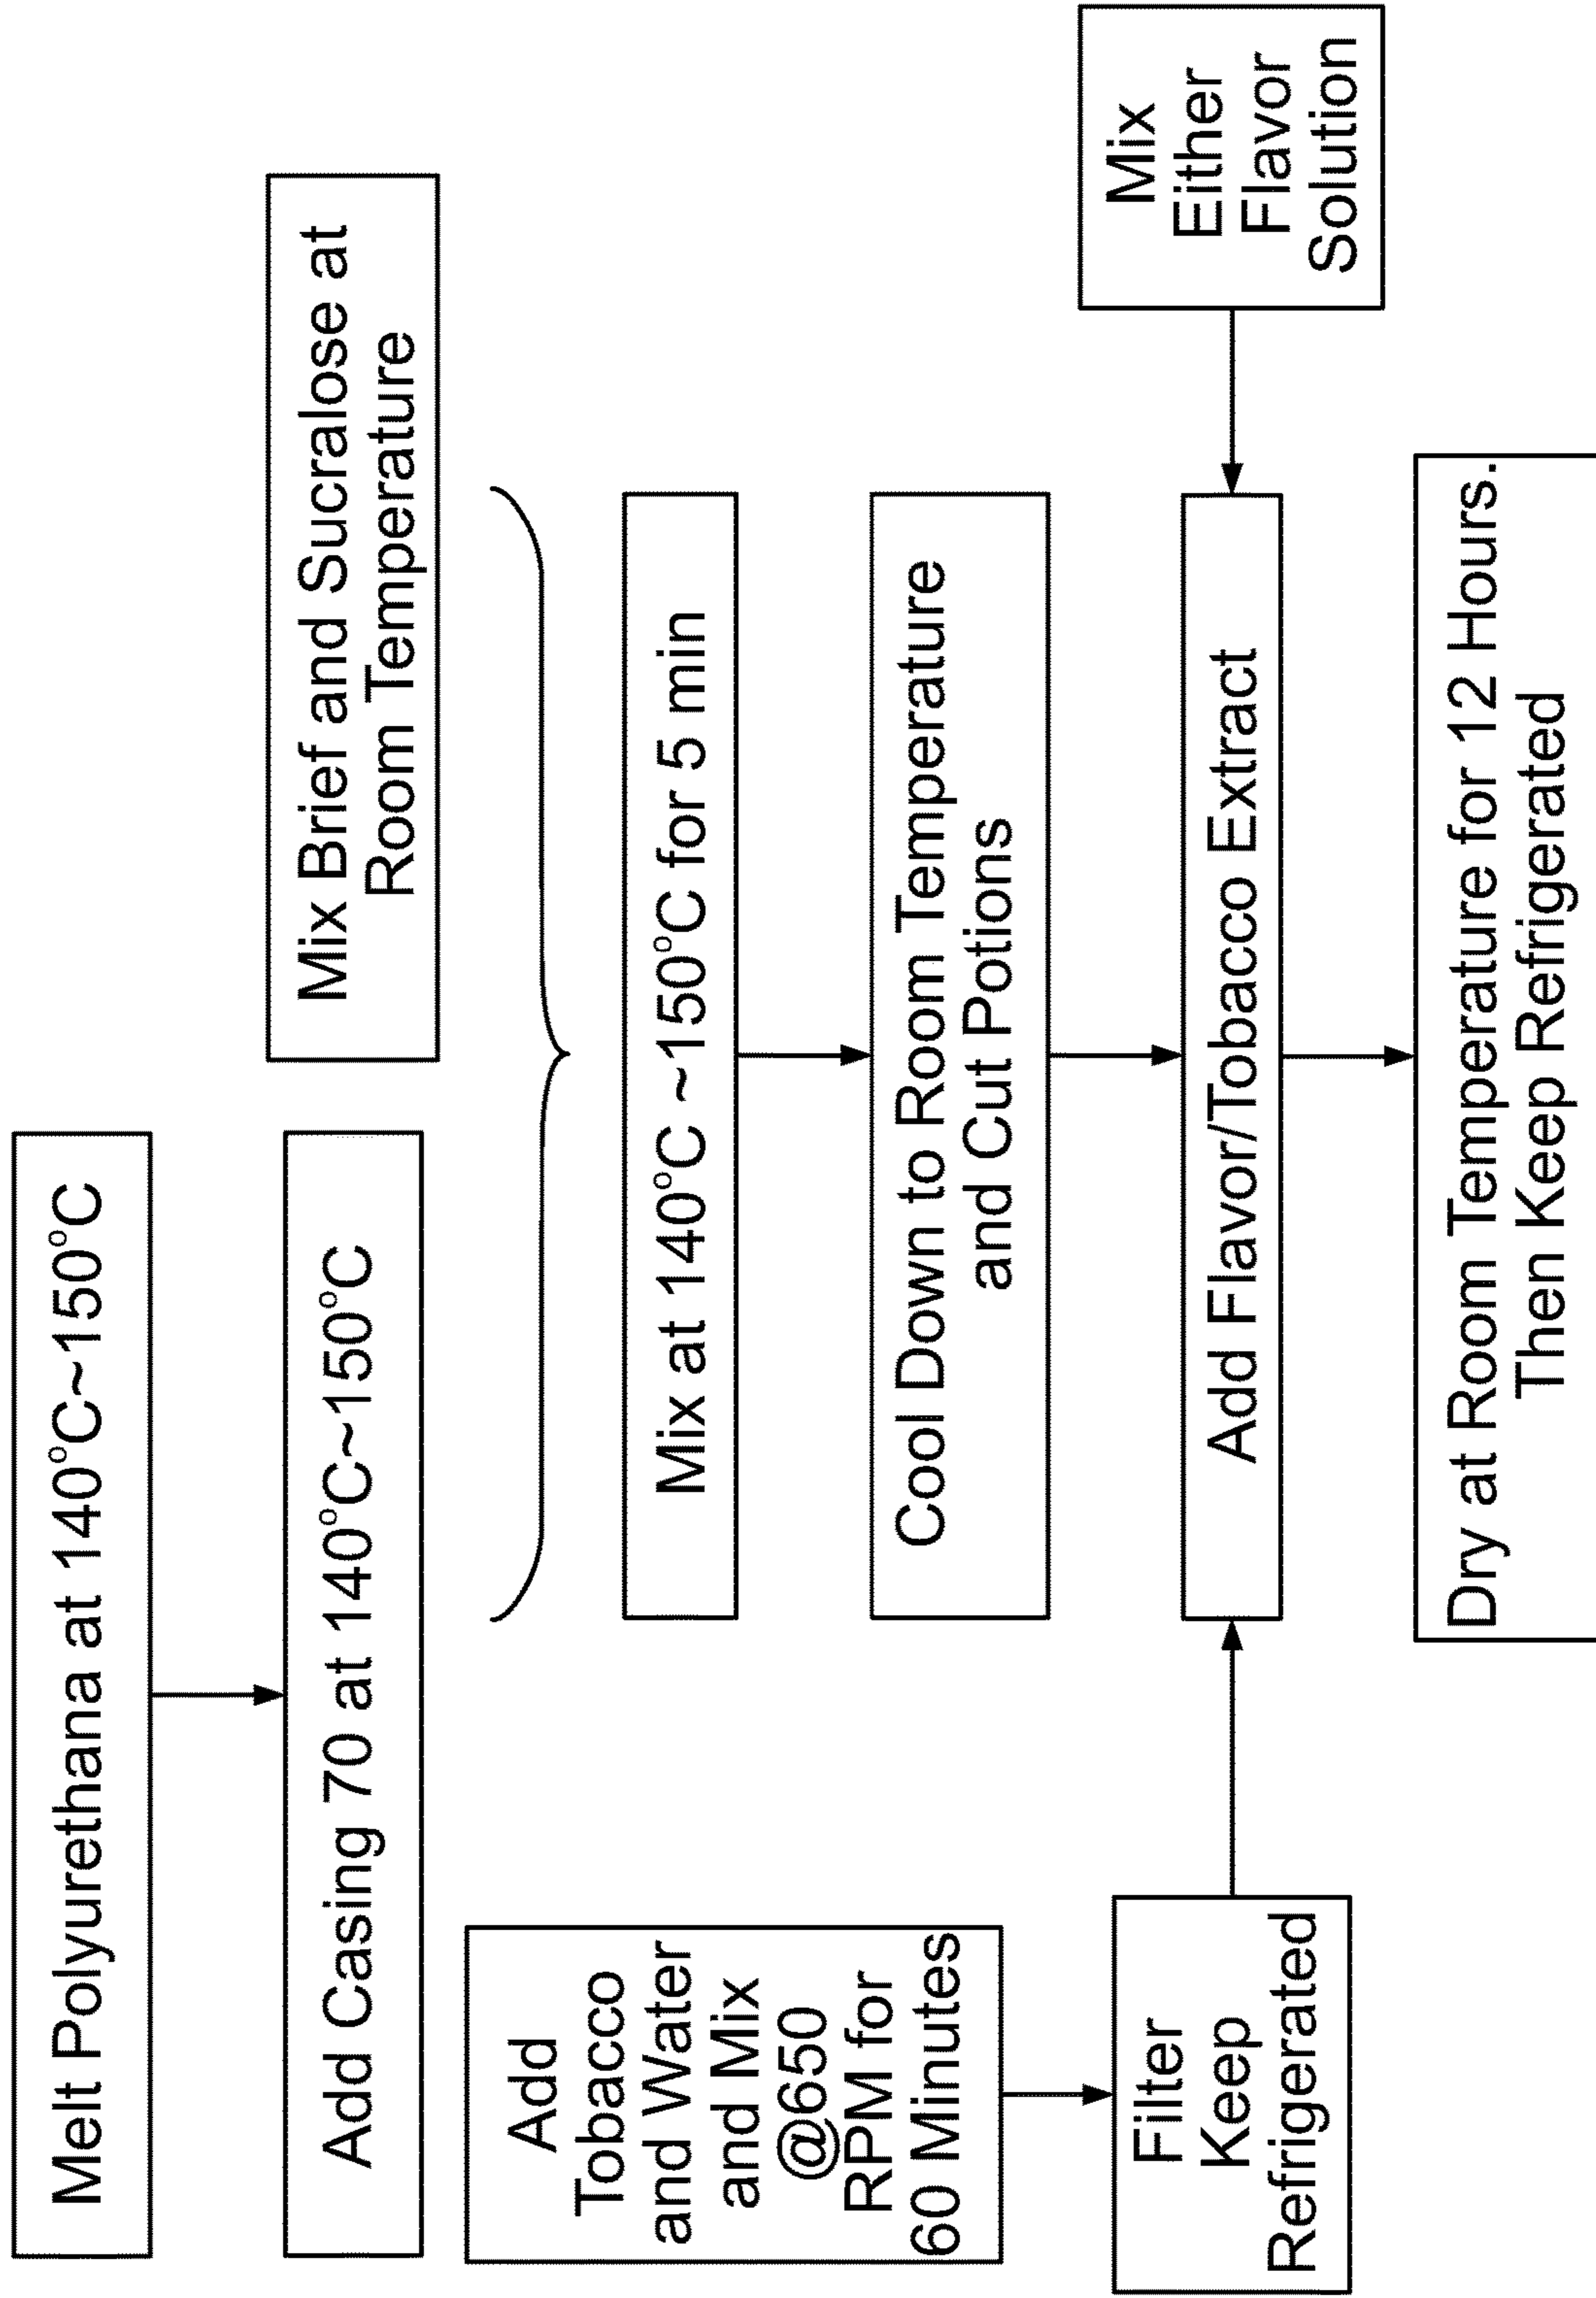 Melt Polyurethana at 140°C~150°C
Add Casing 70 at 140°C~150°C
Mix Brief and Sucralose at
Room Temperature
Mix at 140°C ~150°C for 5 min
Cool Down to Room Temperature
and Cut Potions
Add
Tobacco
and Water
and Mix
@650
RPM for
60 Minutes
Filter
Keep
Refrigerated
Add Flavor/Tobacco Extract
Mix
Either
Flavor
Solution
Dry at Room Temperature for 12 Hours.
Then Keep Refrigerated